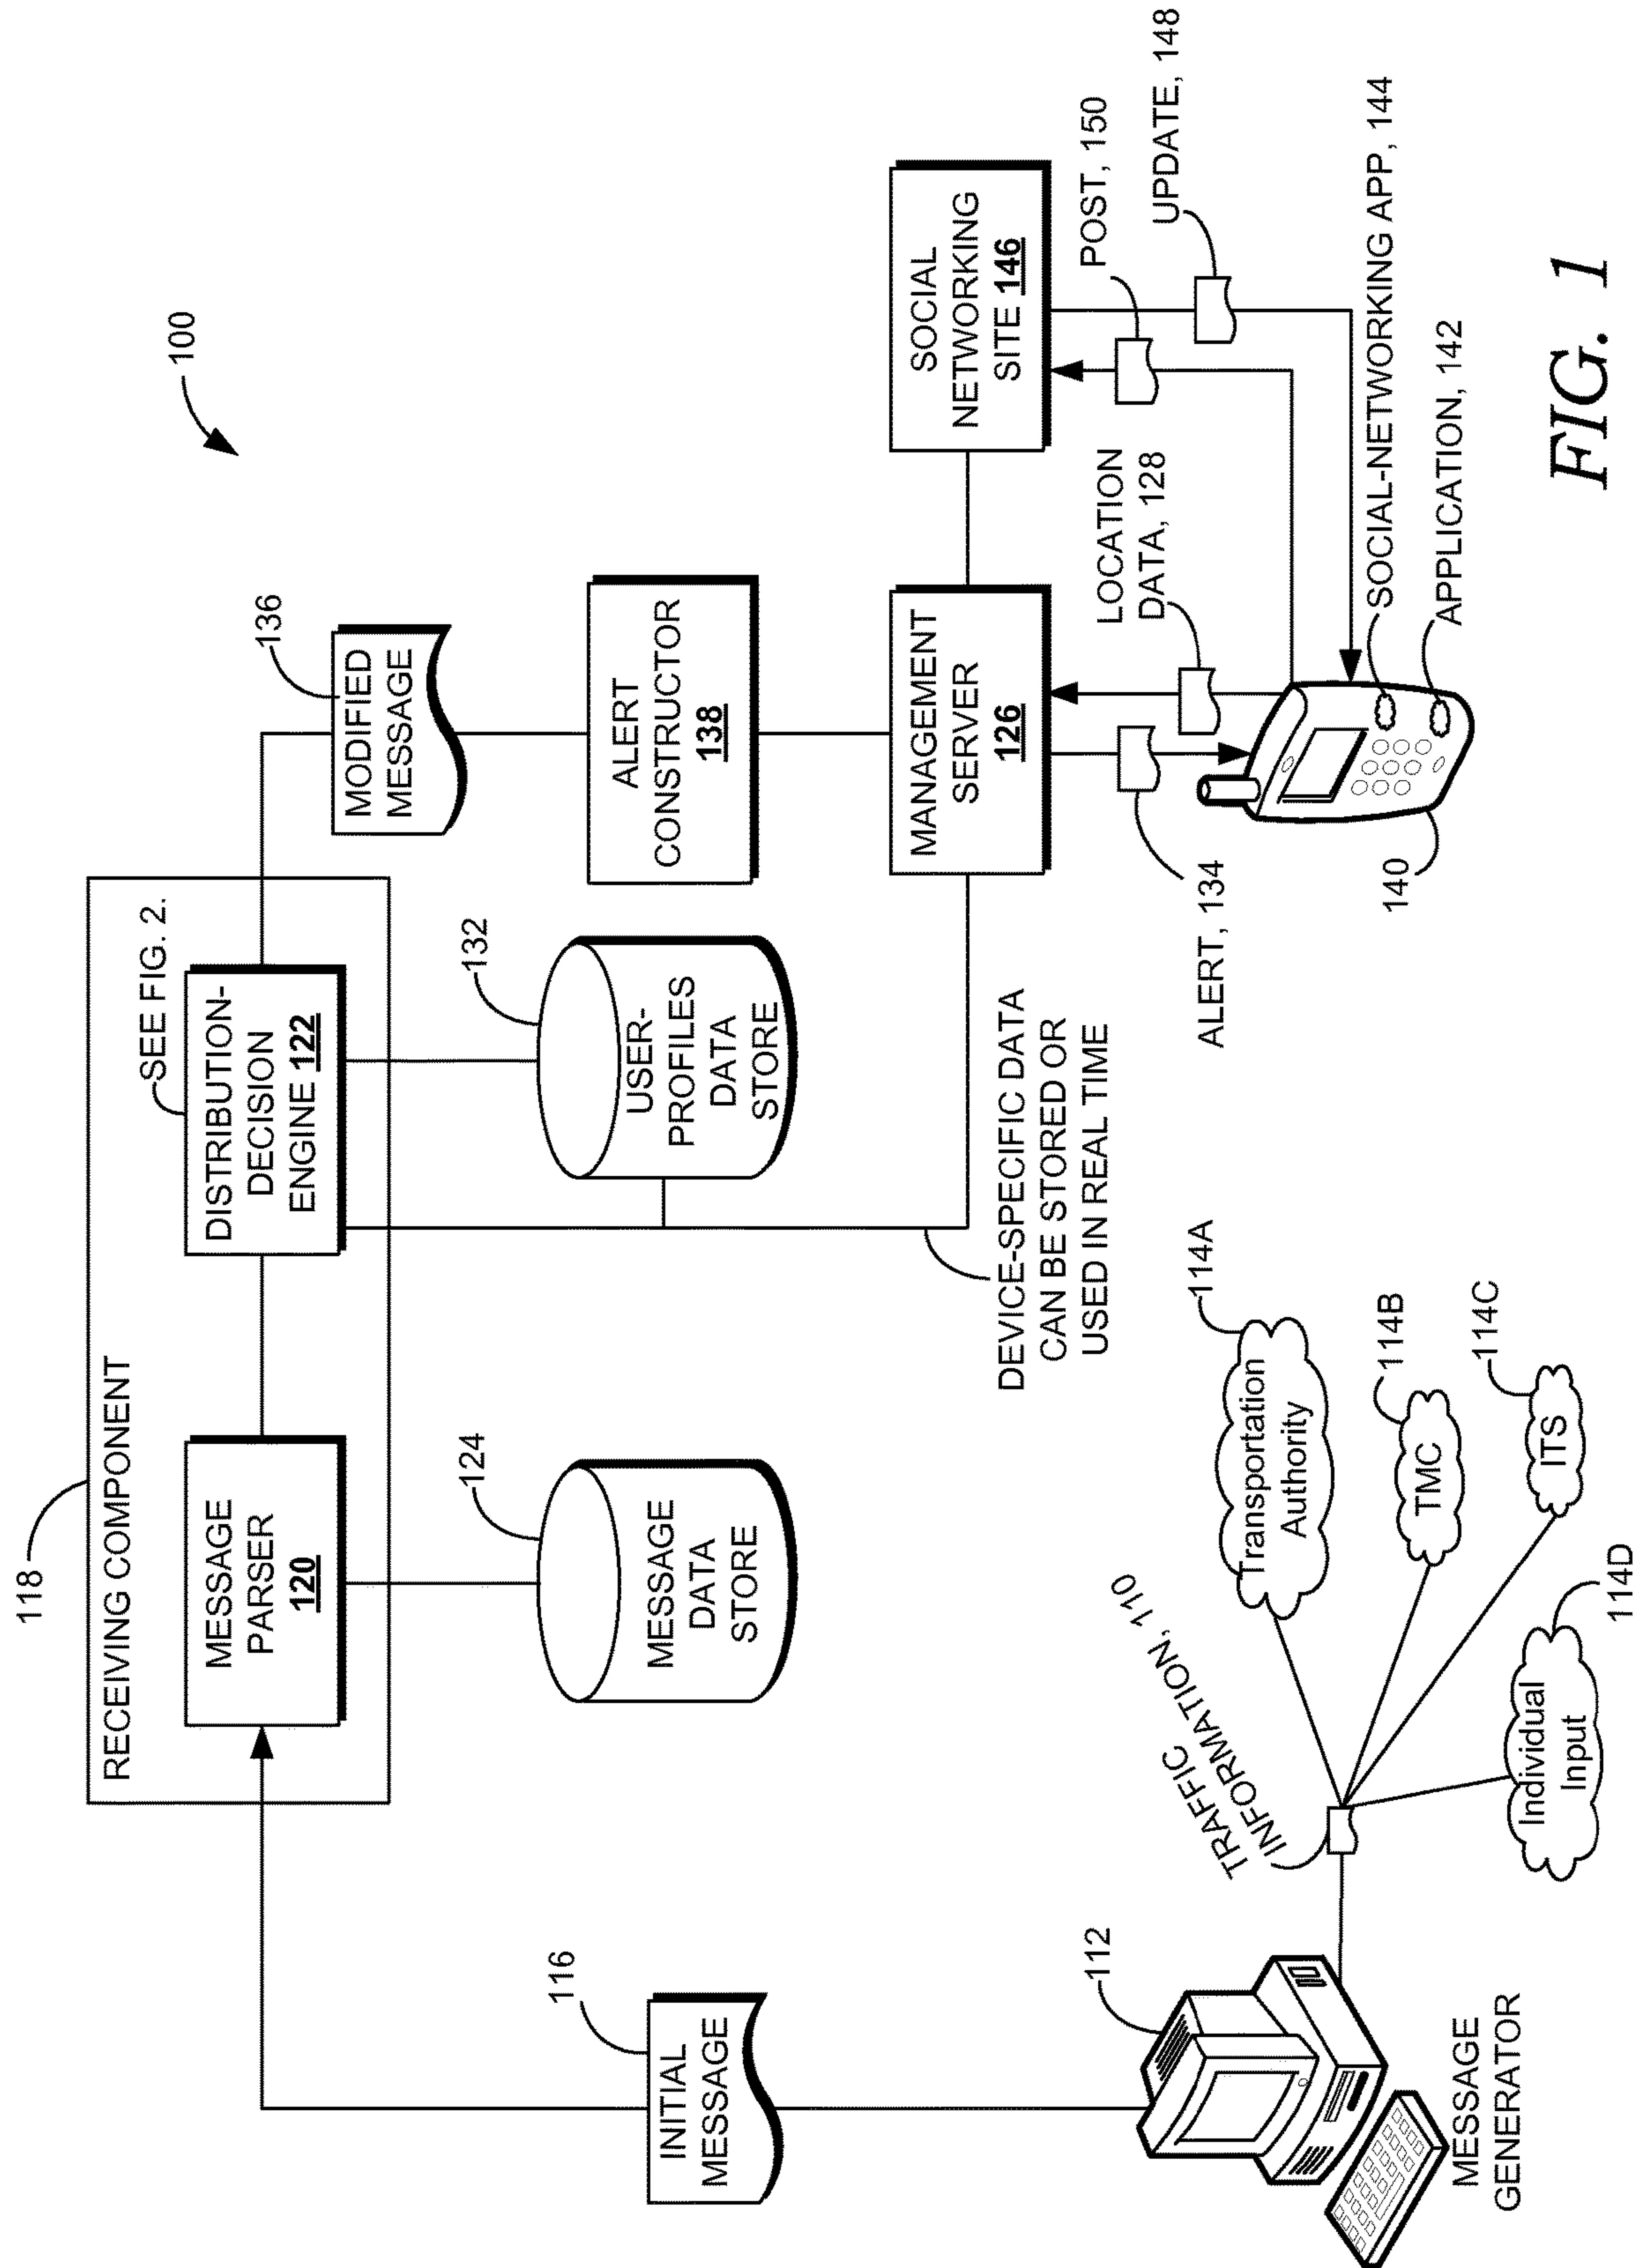 100
118
RECEIVING COMPONENT
SEE FIG. 2.
MESSAGE
PARSER
120
DISTRIBUTION-
DECISION
ENGINE 122
136
MODIFIED
MESSAGE
116
INITIAL
MESSAGE
124
MESSAGE
DATA
STORE
132
USER-
PROFILES
DATA
STORE
ALERT
CONSTRUCTOR
138
MANAGEMENT
SERVER
126
SOCIAL
NETWORKING
SITE 146
DEVICE-SPECIFIC DATA
CAN BE STORED OR
USED IN REAL TIME
LOCATION
DATA, 128
POST, 150
UPDATE, 148
ALERT, 134
140
SOCIAL-NETWORKING APP, 144
APPLICATION, 142
112
MESSAGE
GENERATOR
TRAFFIC
INFORMATION, 110
114A
Transportation
Authority
114B
TMC
114C
ITS
114D
Individual
Input
FIG. 1